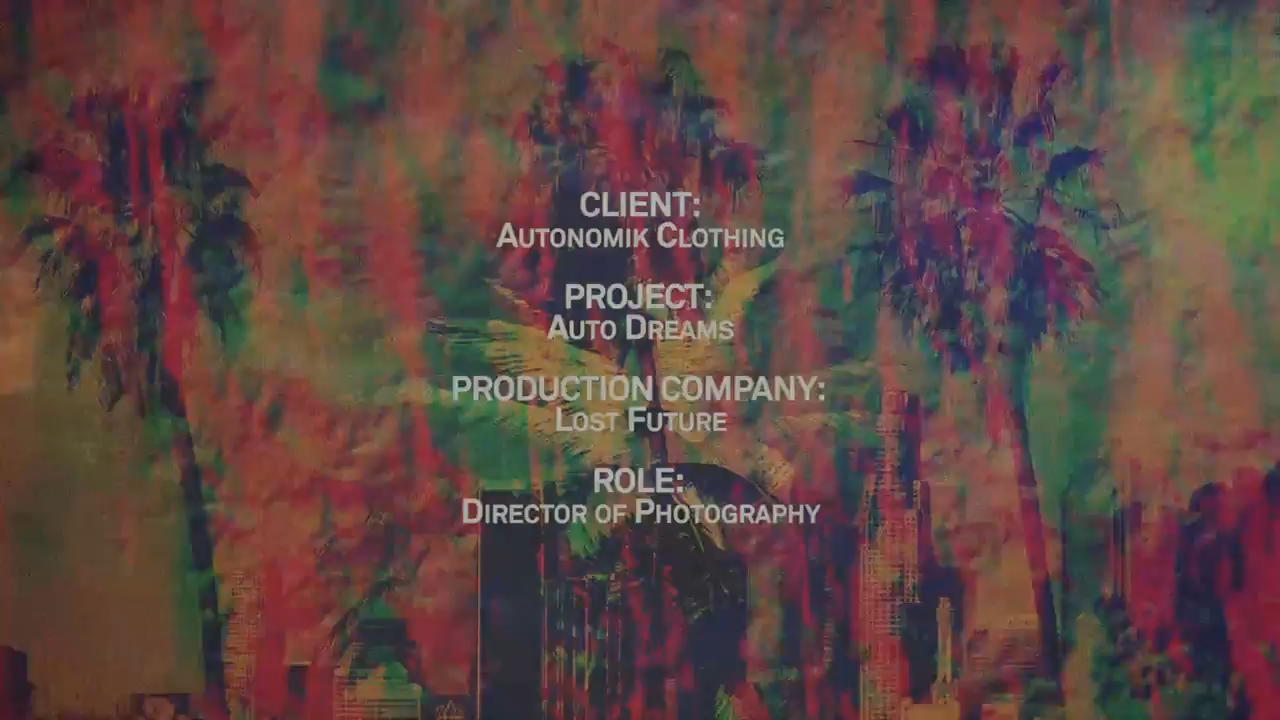 CLIENT:
AUTONOMIK CLOTHING
PROJECT:
AUTO DREAMS
PRODUCTION COMPANY:
LOST FUTURE
ROLE:
DIRECTOR OF PHOTOGRAPHY